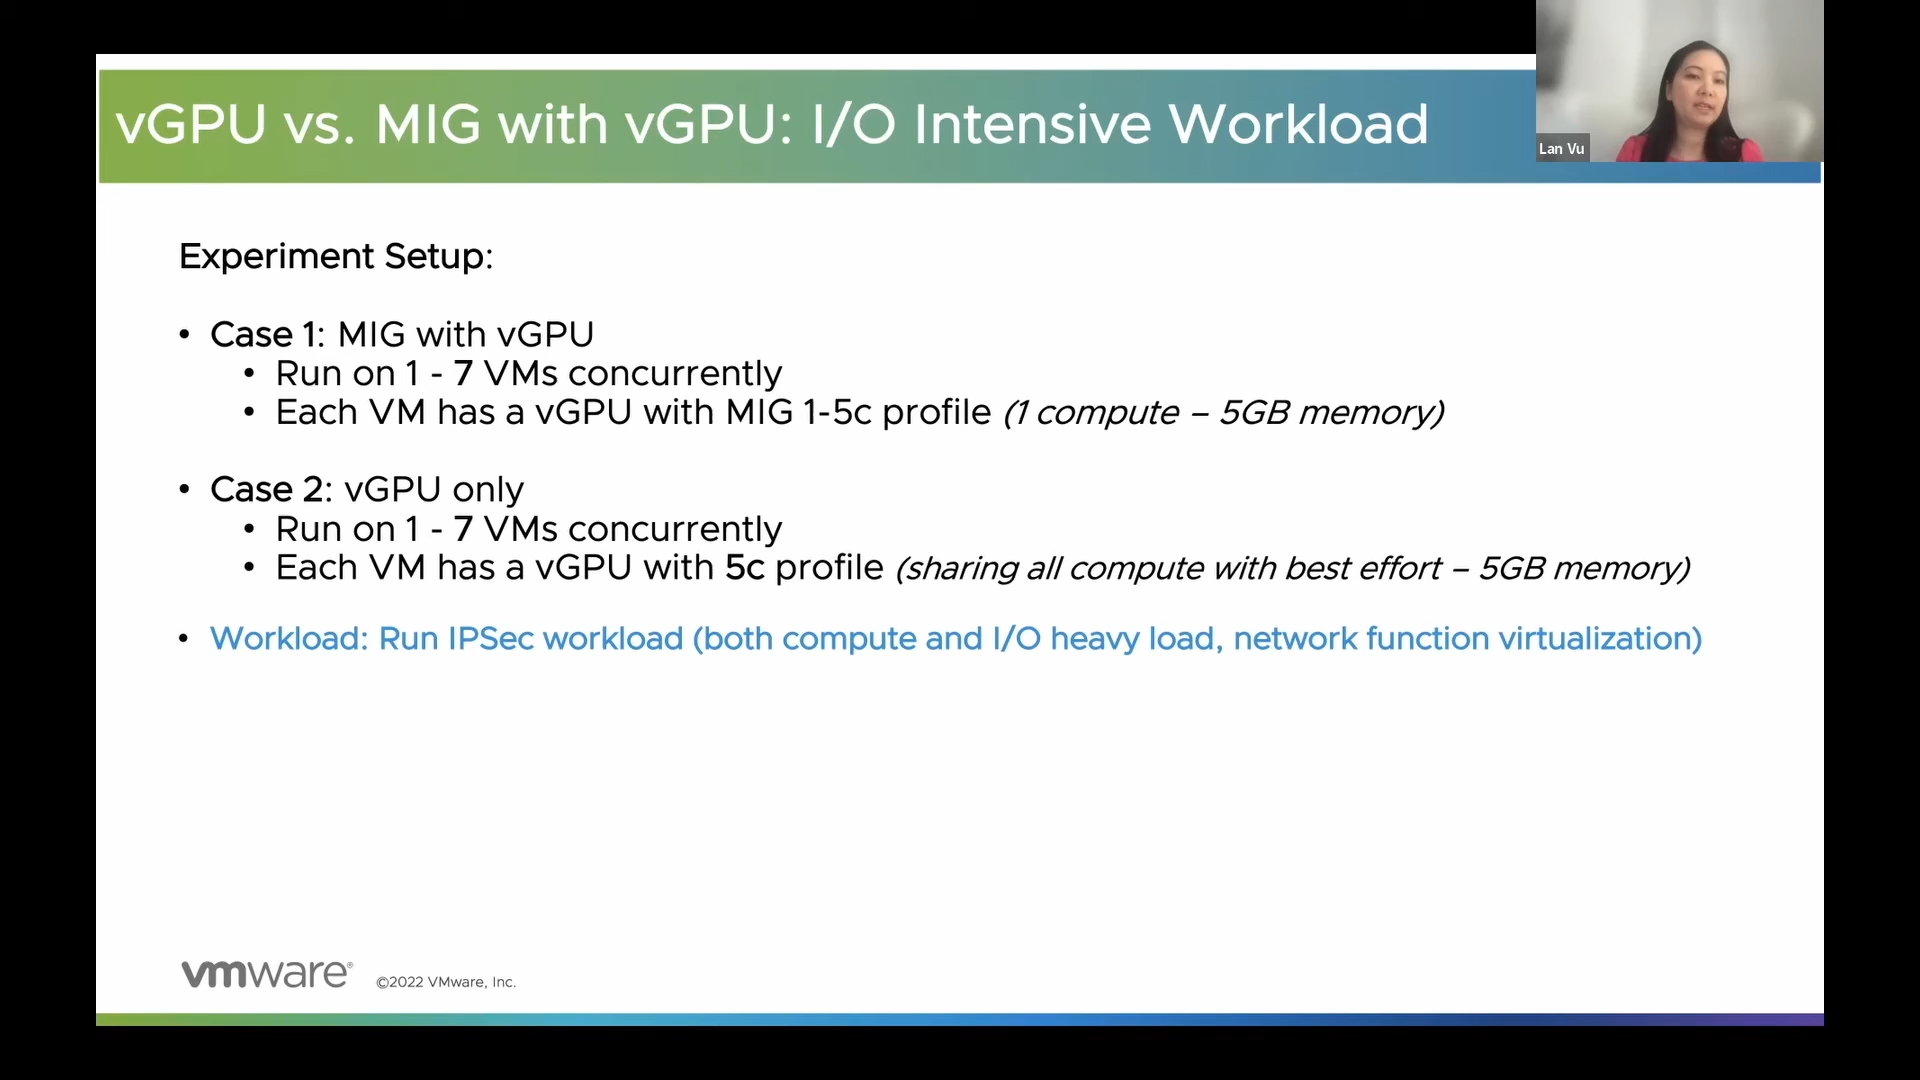 vGPU vs. MIG with vGPU: I/O Intensive Workload
Lan Vu
Experiment Setup:
• Case 1: MIG with vGPU
• Run on 1 - 7 VMs concurrently
• Each VM has a vGPU with MIG 1-5c profile (1 compute – 5GB memory)
• Case 2: vGPU only
• Run on 1 - 7 VMs concurrently
• Each VM has a vGPU with 5c profile (sharing all compute with best effort – 5GB memory)
• Workload: Run IPSec workload (both compute and I/O heavy load, network function virtualization)
vmware® ©2022 VMware, Inc.